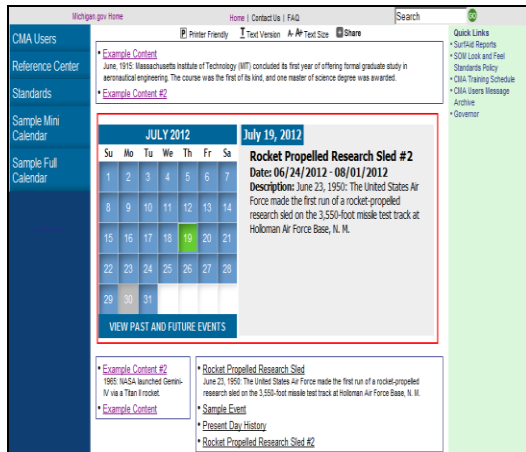 Michigan.gov Home
Home | Contact Us | FAQ
Search
GO
Printer Friendly Text Version A- A+ Text Size Share
CMA Users
Reference Center
Standards
Sample Mini
Calendar
Sample Full
Calendar
• Example Content
June, 1915: Massachusetts Institute of Technology (MIT) concluded its first year of offering formal graduate study in
aeronautical engineering. The course was the first of its kind, and one master of science degree was awarded.
• Example Content #2
JULY 2012
Su Mo Tu We Th Fr Sa
1 2 3 4 5 6 7
8 9 10 11 12 13 14
15 16 17 18 19 20 21
22 23 24 25 26 27 28
29 30 31
VIEW PAST AND FUTURE EVENTS
July 19, 2012
Rocket Propelled Research Sled #2
Date: 06/24/2012 - 08/01/2012
Description: June 23, 1950: The United States Air
Force made the first run of a rocket-propelled
research sled on the 3,550-foot missile test track at
Holloman Air Force Base, N. M.
• Example Content #2
1965: NASA launched Gemini-
IV via a Titan II rocket.
• Example Content
• Rocket Propelled Research Sled
June 23, 1950: The United States Air Force made the first run of a rocket-propelled
research sled on the 3,550-foot missile test track at Holloman Air Force Base, N. M.
• Sample Event
• Present Day History
• Rocket Propelled Research Sled #2
Quick Links
• SurfAid Reports
• SOM Look and Feel
Standards Policy
• CMA Training Schedule
• CMA Users Message
Archive
• Governor